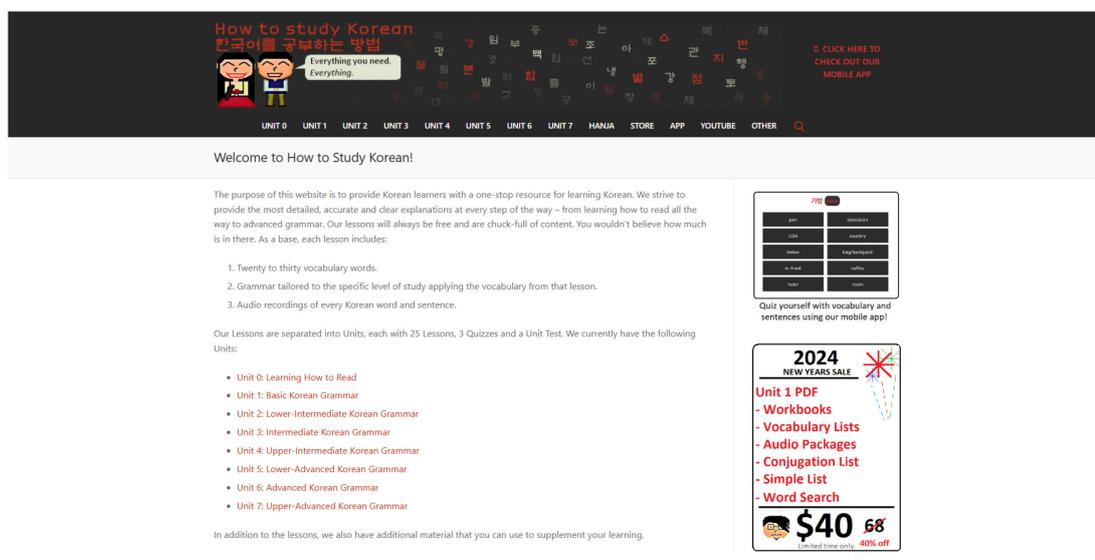 How to study Korean
한국어를 공부하는 방법
Everything you need.
Everything.
CLICK HERE TO
CHECK OUT OUR
MOBILE APP
UNIT 0 UNIT 1 UNIT 2 UNIT 3 UNIT 4 UNIT 5 UNIT 6 UNIT 7 HANJA STORE APP YOUTUBE OTHER
Welcome to How to Study Korean!
The purpose of this website is to provide Korean learners with a one-stop resource for learning Korean. We strive to
provide the most detailed, accurate and clear explanations at every step of the way – from learning how to read all the
way to advanced grammar. Our lessons will always be free and are chuck-full of content. You wouldn't believe how much
is in there. As a base, each lesson includes:
1. Twenty to thirty vocabulary words.
2. Grammar tailored to the specific level of study applying the vocabulary from that lesson.
3. Audio recordings of every Korean word and sentence.
Our Lessons are separated into Units, each with 25 Lessons, 3 Quizzes and a Unit Test. We currently have the following
Units:
• Unit 0: Learning How to Read
• Unit 1: Basic Korean Grammar
• Unit 2: Lower-Intermediate Korean Grammar
• Unit 3: Intermediate Korean Grammar
• Unit 4: Upper-Intermediate Korean Grammar
• Unit 5: Lower-Advanced Korean Grammar
• Unit 6: Advanced Korean Grammar
• Unit 7: Upper-Advanced Korean Grammar
In addition to the lessons, we also have additional material that you can use to supplement your learning.
가방
pen television
USA country
below bag/backpack
in front coffee
hotel room
Quiz yourself with vocabulary and
sentences using our mobile app!
2024
NEW YEARS SALE
Unit 1 PDF
- Workbooks
- Vocabulary Lists
- Audio Packages
- Conjugation List
- Simple List
- Word Search
$40 68
Limited time only. 40% off